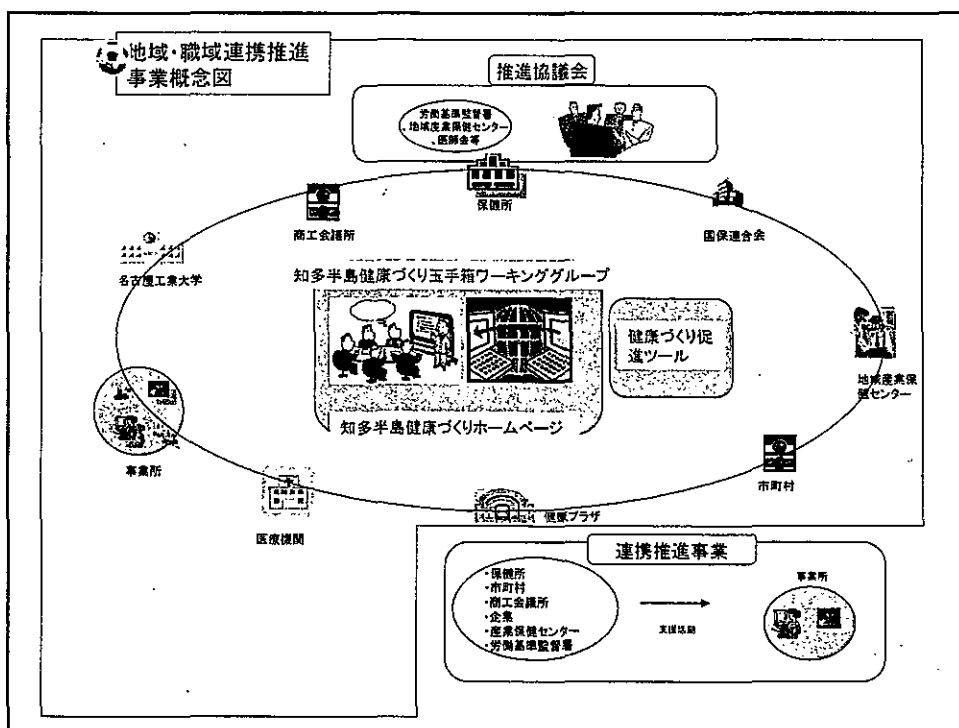 地域・職域連携推進
事業概念図
推進協議会
労働基準監督署
、地域産業保健センター
、医師会等
保健所
商工会議所
国保連合会
名古屋工業大学
知多半島健康づくり玉手箱ワーキンググループ
健康づくり促
進ツール
地域産業保
健センター
知多半島健康づくりホームページ
事業所
市町村
医療機関
健康プラザ
連携推進事業
・保健所
・市町村
・商工会議所
・企業
・産業保健センター
・労働基準監督署
支援活動
事業所